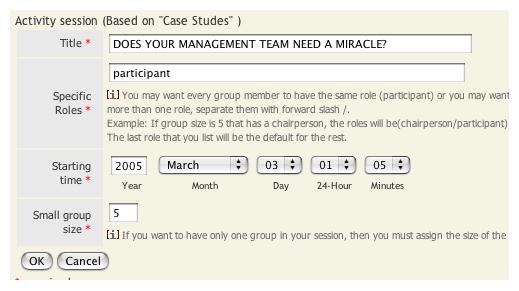 Activity session (Based on "Case Studes" )
Title * DOES YOUR MANAGEMENT TEAM NEED A MIRACLE?
participant
Specific Roles * [i] You may want every group member to have the same role (participant) or you may want
more than one role, separate them with forward slash /.
Example: If group size is 5 that has a chairperson, the roles will be(chairperson/participant)
The last role that you list will be the default for the rest.
Starting time * 2005 March 03 01 05
Year Month Day 24-Hour Minutes
Small group size * 5
[i] If you want to have only one group in your session, then you must assign the size of the
OK Cancel